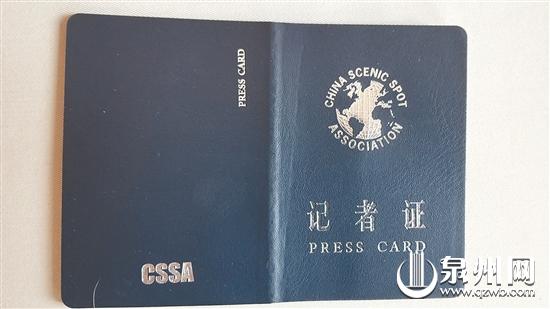 PRESS CARD
CSSA
CHINA SCENIC SPOT
ASSOCIATION
记者证
PRESS CARD
泉州网
www.qzwb.com